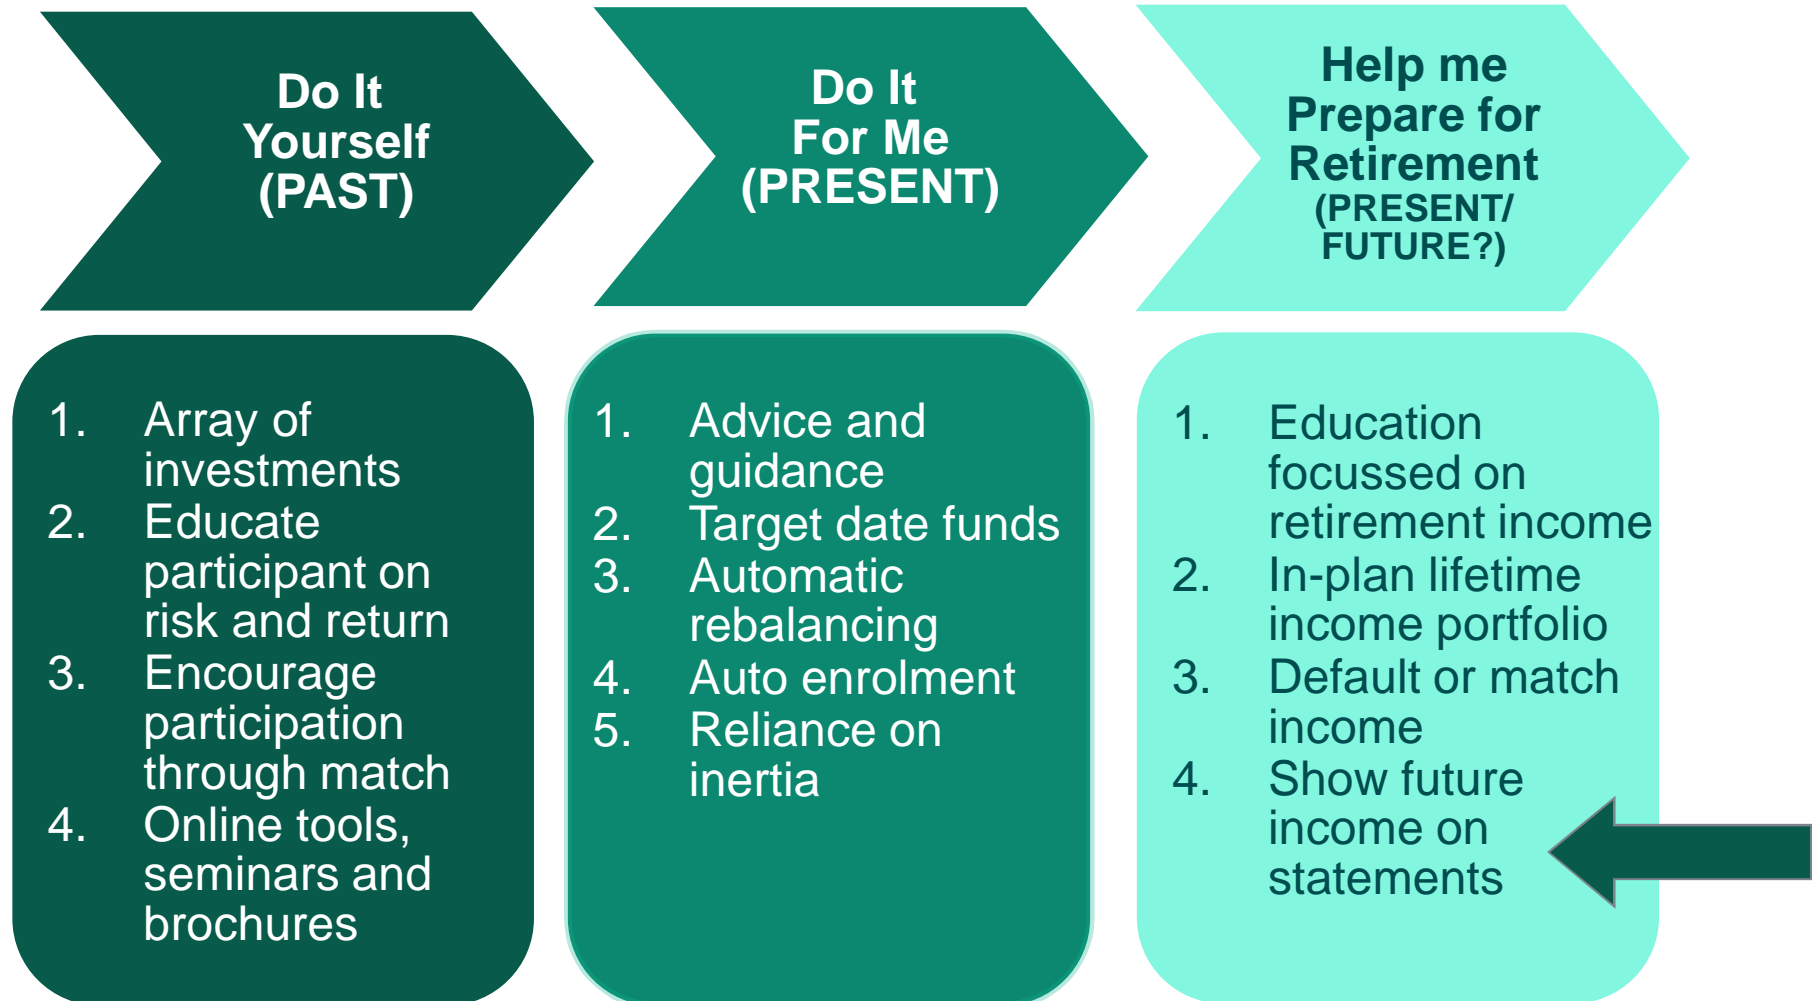 Do It
Yourself
(PAST)
Do It
For Me
(PRESENT)
Help me
Prepare for
Retirement
(PRESENT/
FUTURE?)
1. Array of
investments
2. Educate
participant on
risk and return
3. Encourage
participation
through match
4. Online tools,
seminars and
brochures
1. Advice and
guidance
2. Target date funds
3. Automatic
rebalancing
4. Auto enrolment
5. Reliance on
inertia
1. Education
focussed on
retirement income
2. In-plan lifetime
income portfolio
3. Default or match
income
4. Show future
income on
statements